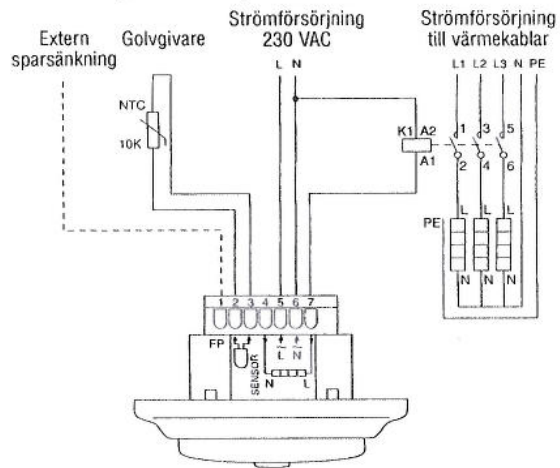 Extern
sparsänkning
Golvgivare
Strömförsörjning
230 VAC
Strömförsörjning
till värmekablar
L N
L1 L2 L3 N PE
NTC
10K
K1 A2
A1
1 3 5
2 4 6
PE
L L L
N N N
1 2 3 4 5 6 7
FP
SENSOR
L N
N L